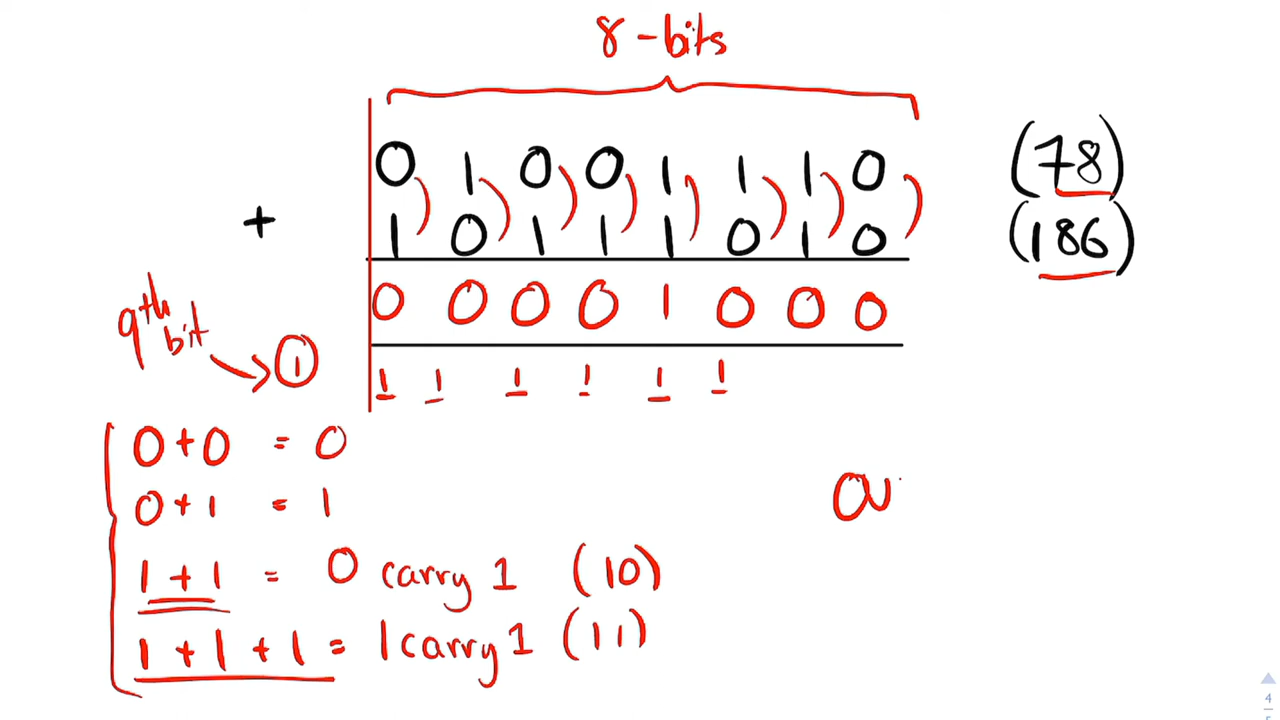 8-bits
0 1 0 0 1 1 1 0 (78)
+ 1 0 1 1 1 0 1 0 (186)
0 0 0 0 1 0 0 0
9th bit → 1 1 1 1 1 1 1
0+0 = 0
0+1 = 1
ov
1+1 = 0 carry 1 (10)
1+1+1 = 1 carry 1 (11)
4